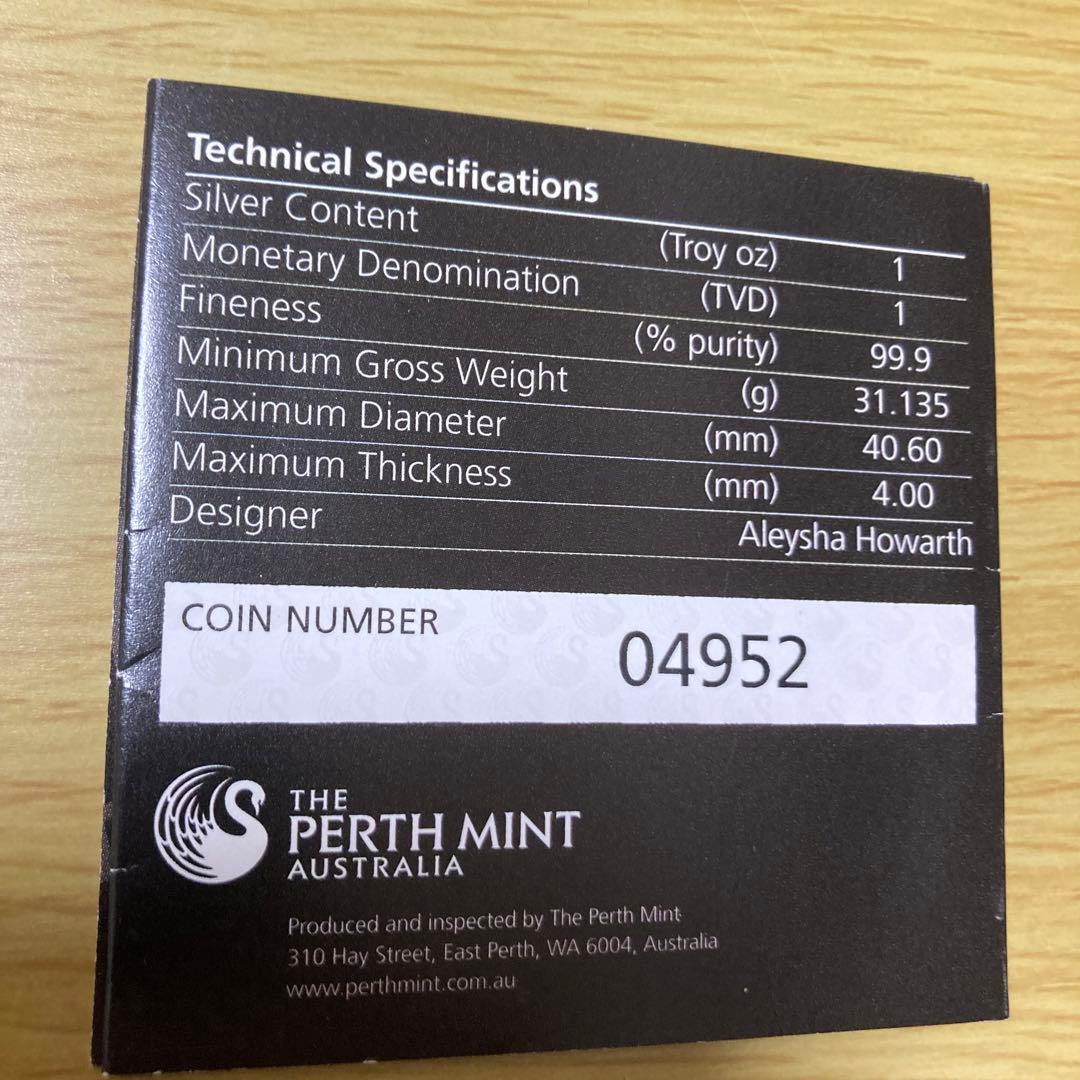 Technical Specifications
Silver Content (Troy oz) 1
Monetary Denomination (TVD) 1
Fineness (% purity) 99.9
Minimum Gross Weight (g) 31.135
Maximum Diameter (mm) 40.60
Maximum Thickness (mm) 4.00
Designer Aleysha Howarth
COIN NUMBER 04952
THE
PERTH MINT
AUSTRALIA
Produced and inspected by The Perth Mint
310 Hay Street, East Perth, WA 6004, Australia
www.perthmint.com.au